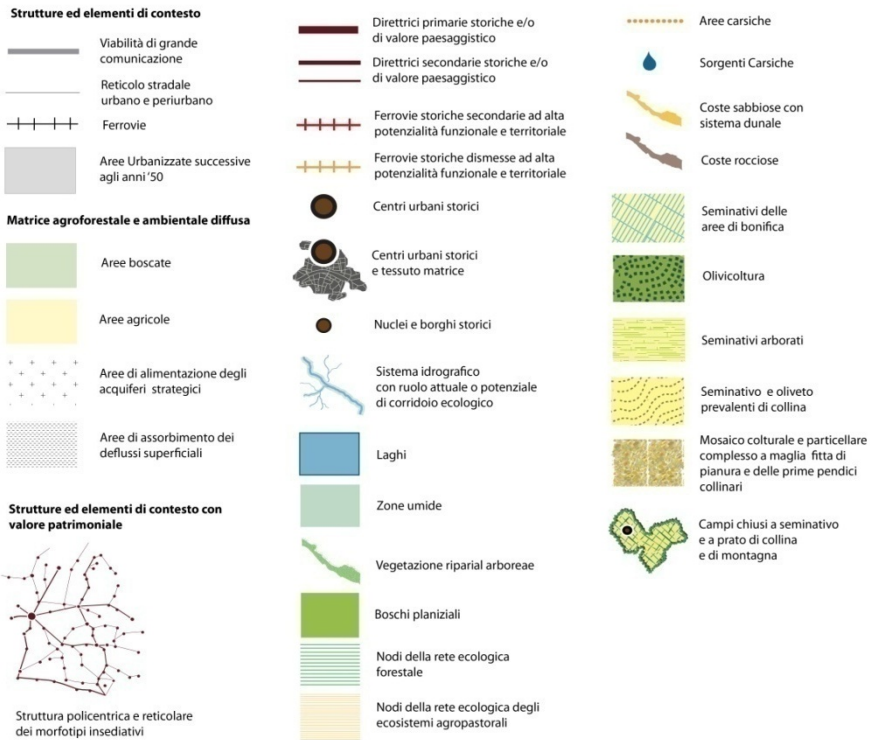 Strutture ed elementi di contesto
Viabilità di grande
comunicazione
Reticolo stradale
urbano e periurbano
Ferrovie
Aree Urbanizzate successive
agli anni '50
Matrice agroforestale e ambientale diffusa
Aree boscate
Aree agricole
Aree di alimentazione degli
acquiferi strategici
Aree di assorbimento dei
deflussi superficiali
Strutture ed elementi di contesto con
valore patrimoniale
Struttura policentrica e reticolare
dei morfotipi insediativi
Direttrici primarie storiche e/o
di valore paesaggistico
Direttrici secondarie storiche e/o
di valore paesaggistico
Ferrovie storiche secondarie ad alta
potenzialità funzionale e territoriale
Ferrovie storiche dismesse ad alta
potenzialità funzionale e territoriale
Centri urbani storici
Centri urbani storici
e tessuto matrice
Nuclei e borghi storici
Sistema idrografico
con ruolo attuale o potenziale
di corridoio ecologico
Laghi
Zone umide
Vegetazione riparial arboreae
Boschi planiziali
Nodi della rete ecologica
forestale
Nodi della rete ecologica degli
ecosistemi agropastorali
Aree carsiche
Sorgenti Carsiche
Coste sabbiose con
sistema dunale
Coste rocciose
Seminativi delle
aree di bonifica
Olivicoltura
Seminativi arborati
Seminativo e oliveto
prevalenti di collina
Mosaico colturale e particellare
complesso a maglia fitta di
pianura e delle prime pendici
collinari
Campi chiusi a seminativo
e a prato di collina
e di montagna